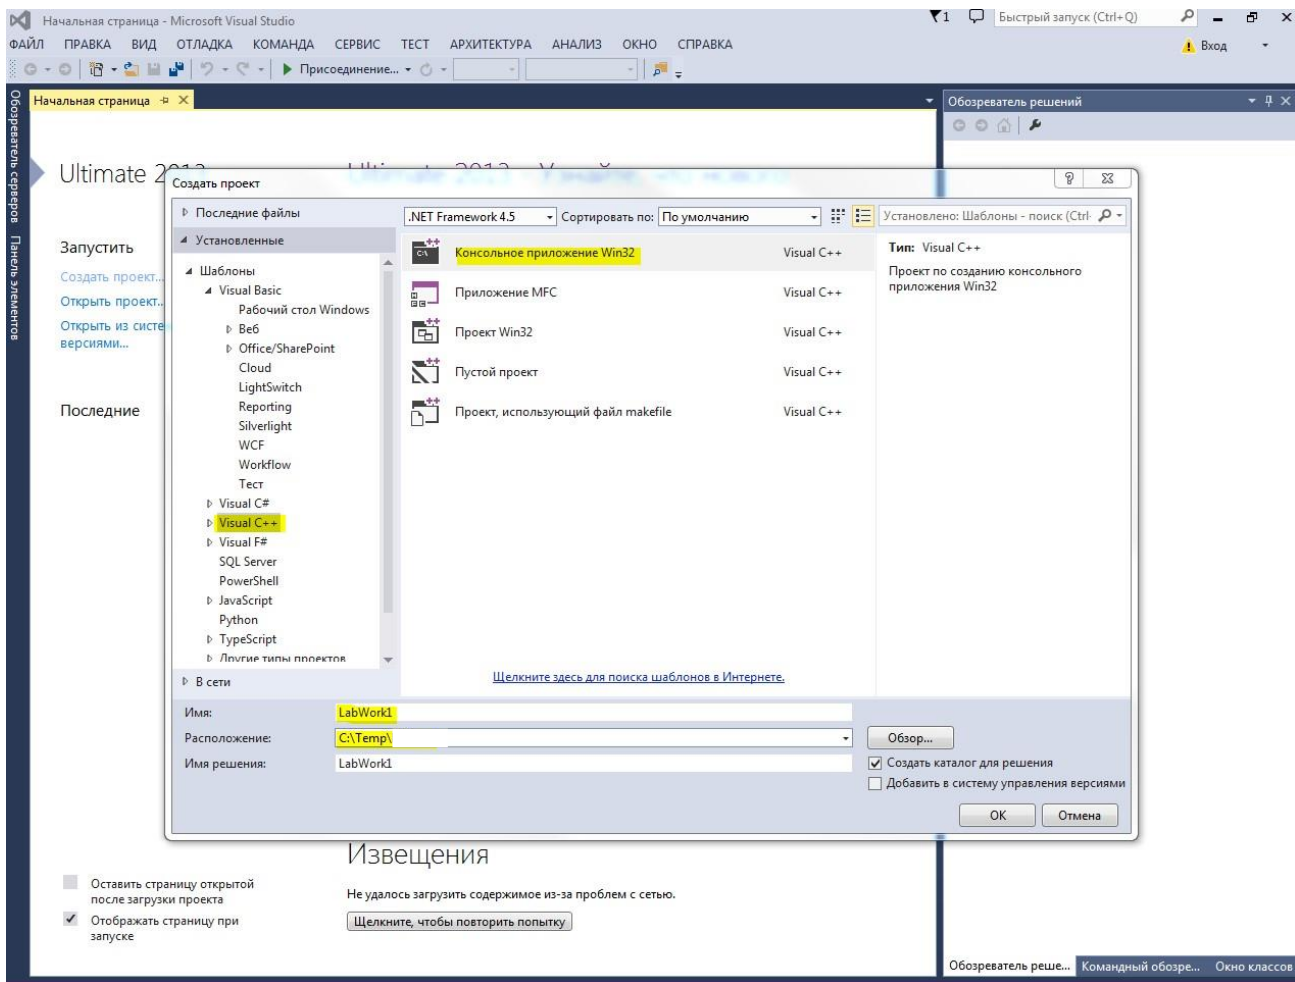 Начальная страница - Microsoft Visual Studio
1
Быстрый запуск (Ctrl+Q)
ФАЙЛ ПРАВКА ВИД ОТЛАДКА КОМАНДА СЕРВИС ТЕСТ АРХИТЕКТУРА АНАЛИЗ ОКНО СПРАВКА
Вход
Присоединение...
Обозреватель серверов
Панель элементов
Начальная страница
Обозреватель решений
Ultimate 2013
Ultimate 2013 - Узнайте, что нового
Запустить
Создать проект...
Открыть проект...
Открыть из систе
версиями...
Последние
Создать проект
Последние файлы
.NET Framework 4.5
Сортировать по: По умолчанию
Установлено: Шаблоны - поиск (Ctrl-
Установленные
Шаблоны
Visual Basic
Рабочий стол Windows
Веб
Office/SharePoint
Cloud
LightSwitch
Reporting
Silverlight
WCF
Workflow
Тест
Visual C#
Visual C++
Visual F#
SQL Server
PowerShell
JavaScript
Python
TypeScript
Другие типы проектов
В сети
Консольное приложение Win32 Visual C++
Приложение MFC Visual C++
Проект Win32 Visual C++
Пустой проект Visual C++
Проект, использующий файл makefile Visual C++
Щелкните здесь для поиска шаблонов в Интернете.
Тип: Visual C++
Проект по созданию консольного
приложения Win32
Имя: LabWork1
Расположение: C:\Temp\
Обзор...
Имя решения: LabWork1
Создать каталог для решения
Добавить в систему управления версиями
OK Отмена
Извещения
Не удалось загрузить содержимое из-за проблем с сетью.
Щелкните, чтобы повторить попытку
Оставить страницу открытой
после загрузки проекта
Отображать страницу при
запуске
Обозреватель реше... Командный обозре... Окно классов